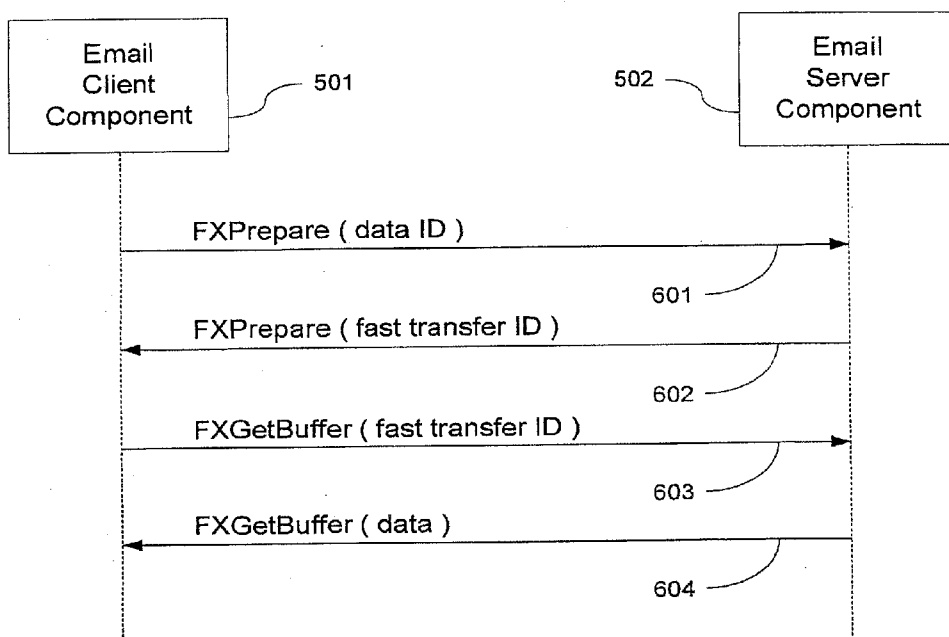 Email
Client
Component
501
502
Email
Server
Component
FXPrepare ( data ID )
601
FXPrepare ( fast transfer ID )
602
FXGetBuffer ( fast transfer ID )
603
FXGetBuffer ( data )
604